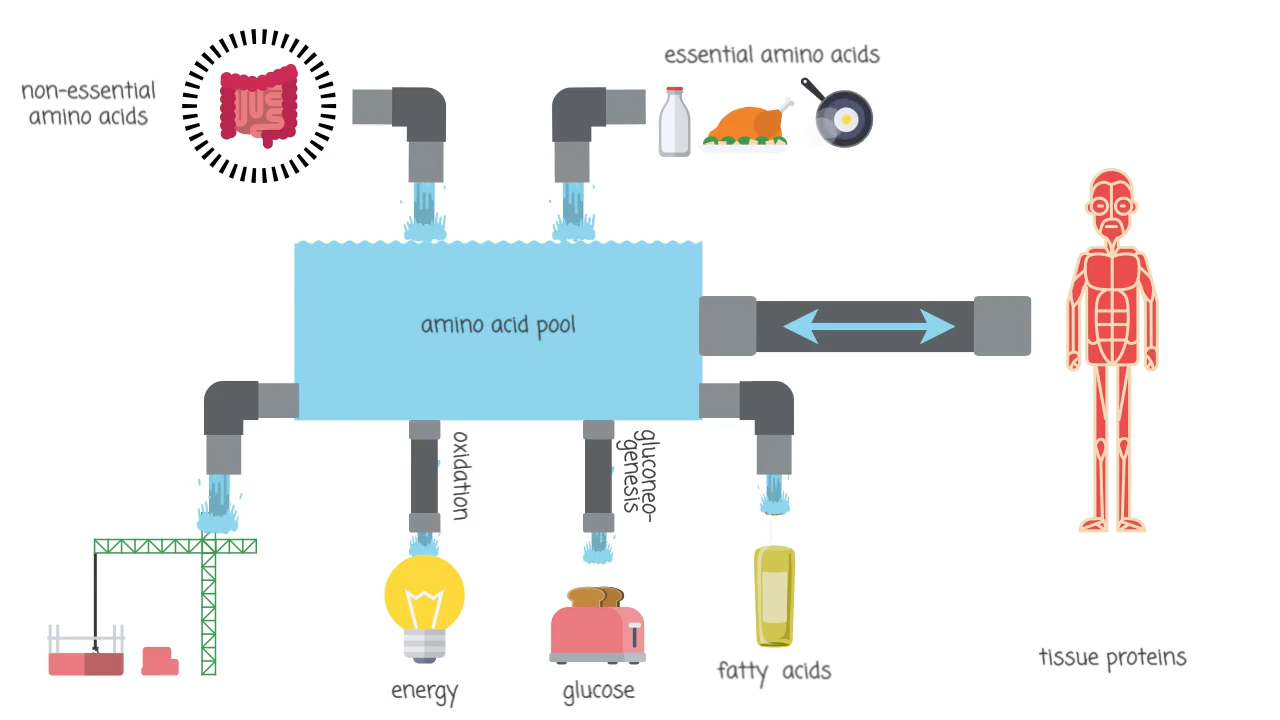 non-essential
amino acids
essential amino acids
amino acid pool
oxidation
gluconeo-
genesis
energy
glucose
fatty acids
tissue proteins